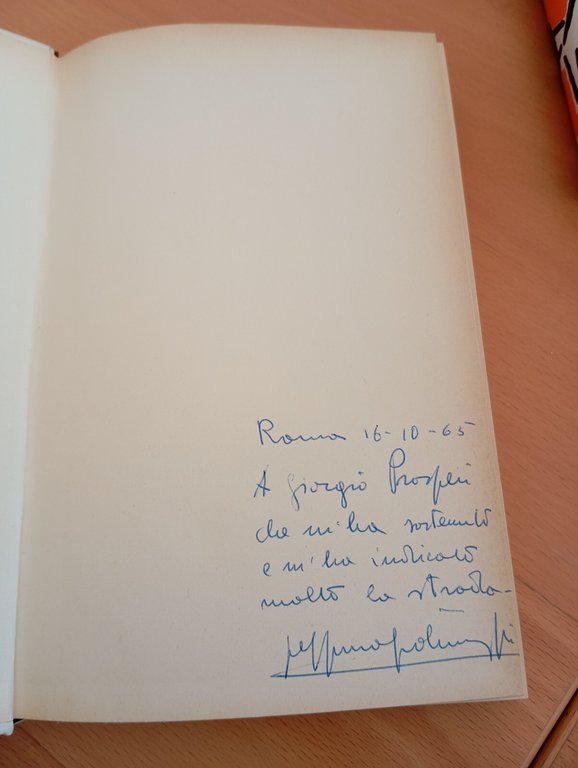 Roma 16-10-65
A Giorgio Prosperi
che m'ha sostenuto
e m'ha indicato
molto la strada-